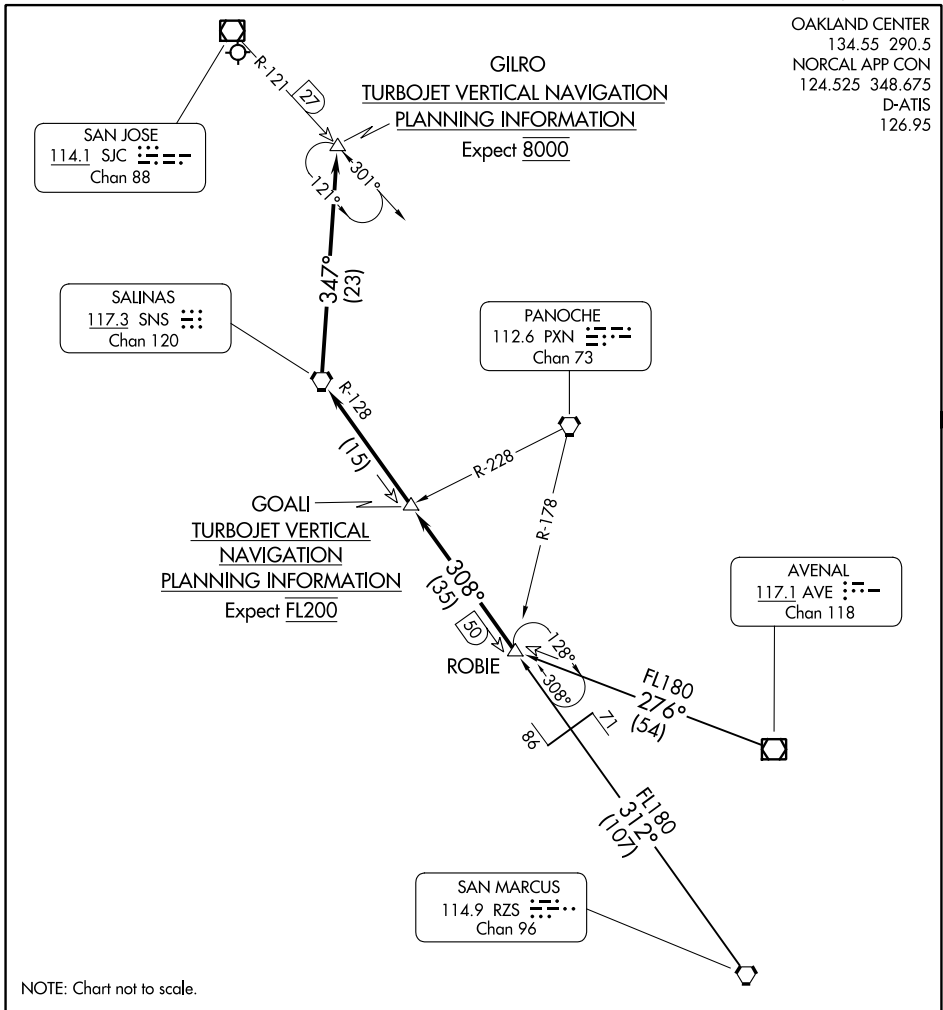 OAKLAND CENTER
134.55 290.5
NORCAL APP CON
124.525 348.675
D-ATIS
126.95
GILRO
TURBOJET VERTICAL NAVIGATION
PLANNING INFORMATION
Expect 8000
R-121
27
SAN JOSE
114.1 SJC
Chan 88
121°
301°
347°
(23)
SALINAS
117.3 SNS
Chan 120
PANOCHE
112.6 PXN
Chan 73
R-128
(15)
R-228
R-178
GOALI
TURBOJET VERTICAL
NAVIGATION
PLANNING INFORMATION
Expect FL200
308°
(35)
50
ROBIE
128°
308°
AVENAL
117.1 AVE
Chan 118
FL180
276°
(54)
86
71
FL180
312°
(107)
SAN MARCUS
114.9 RZS
Chan 96
NOTE: Chart not to scale.